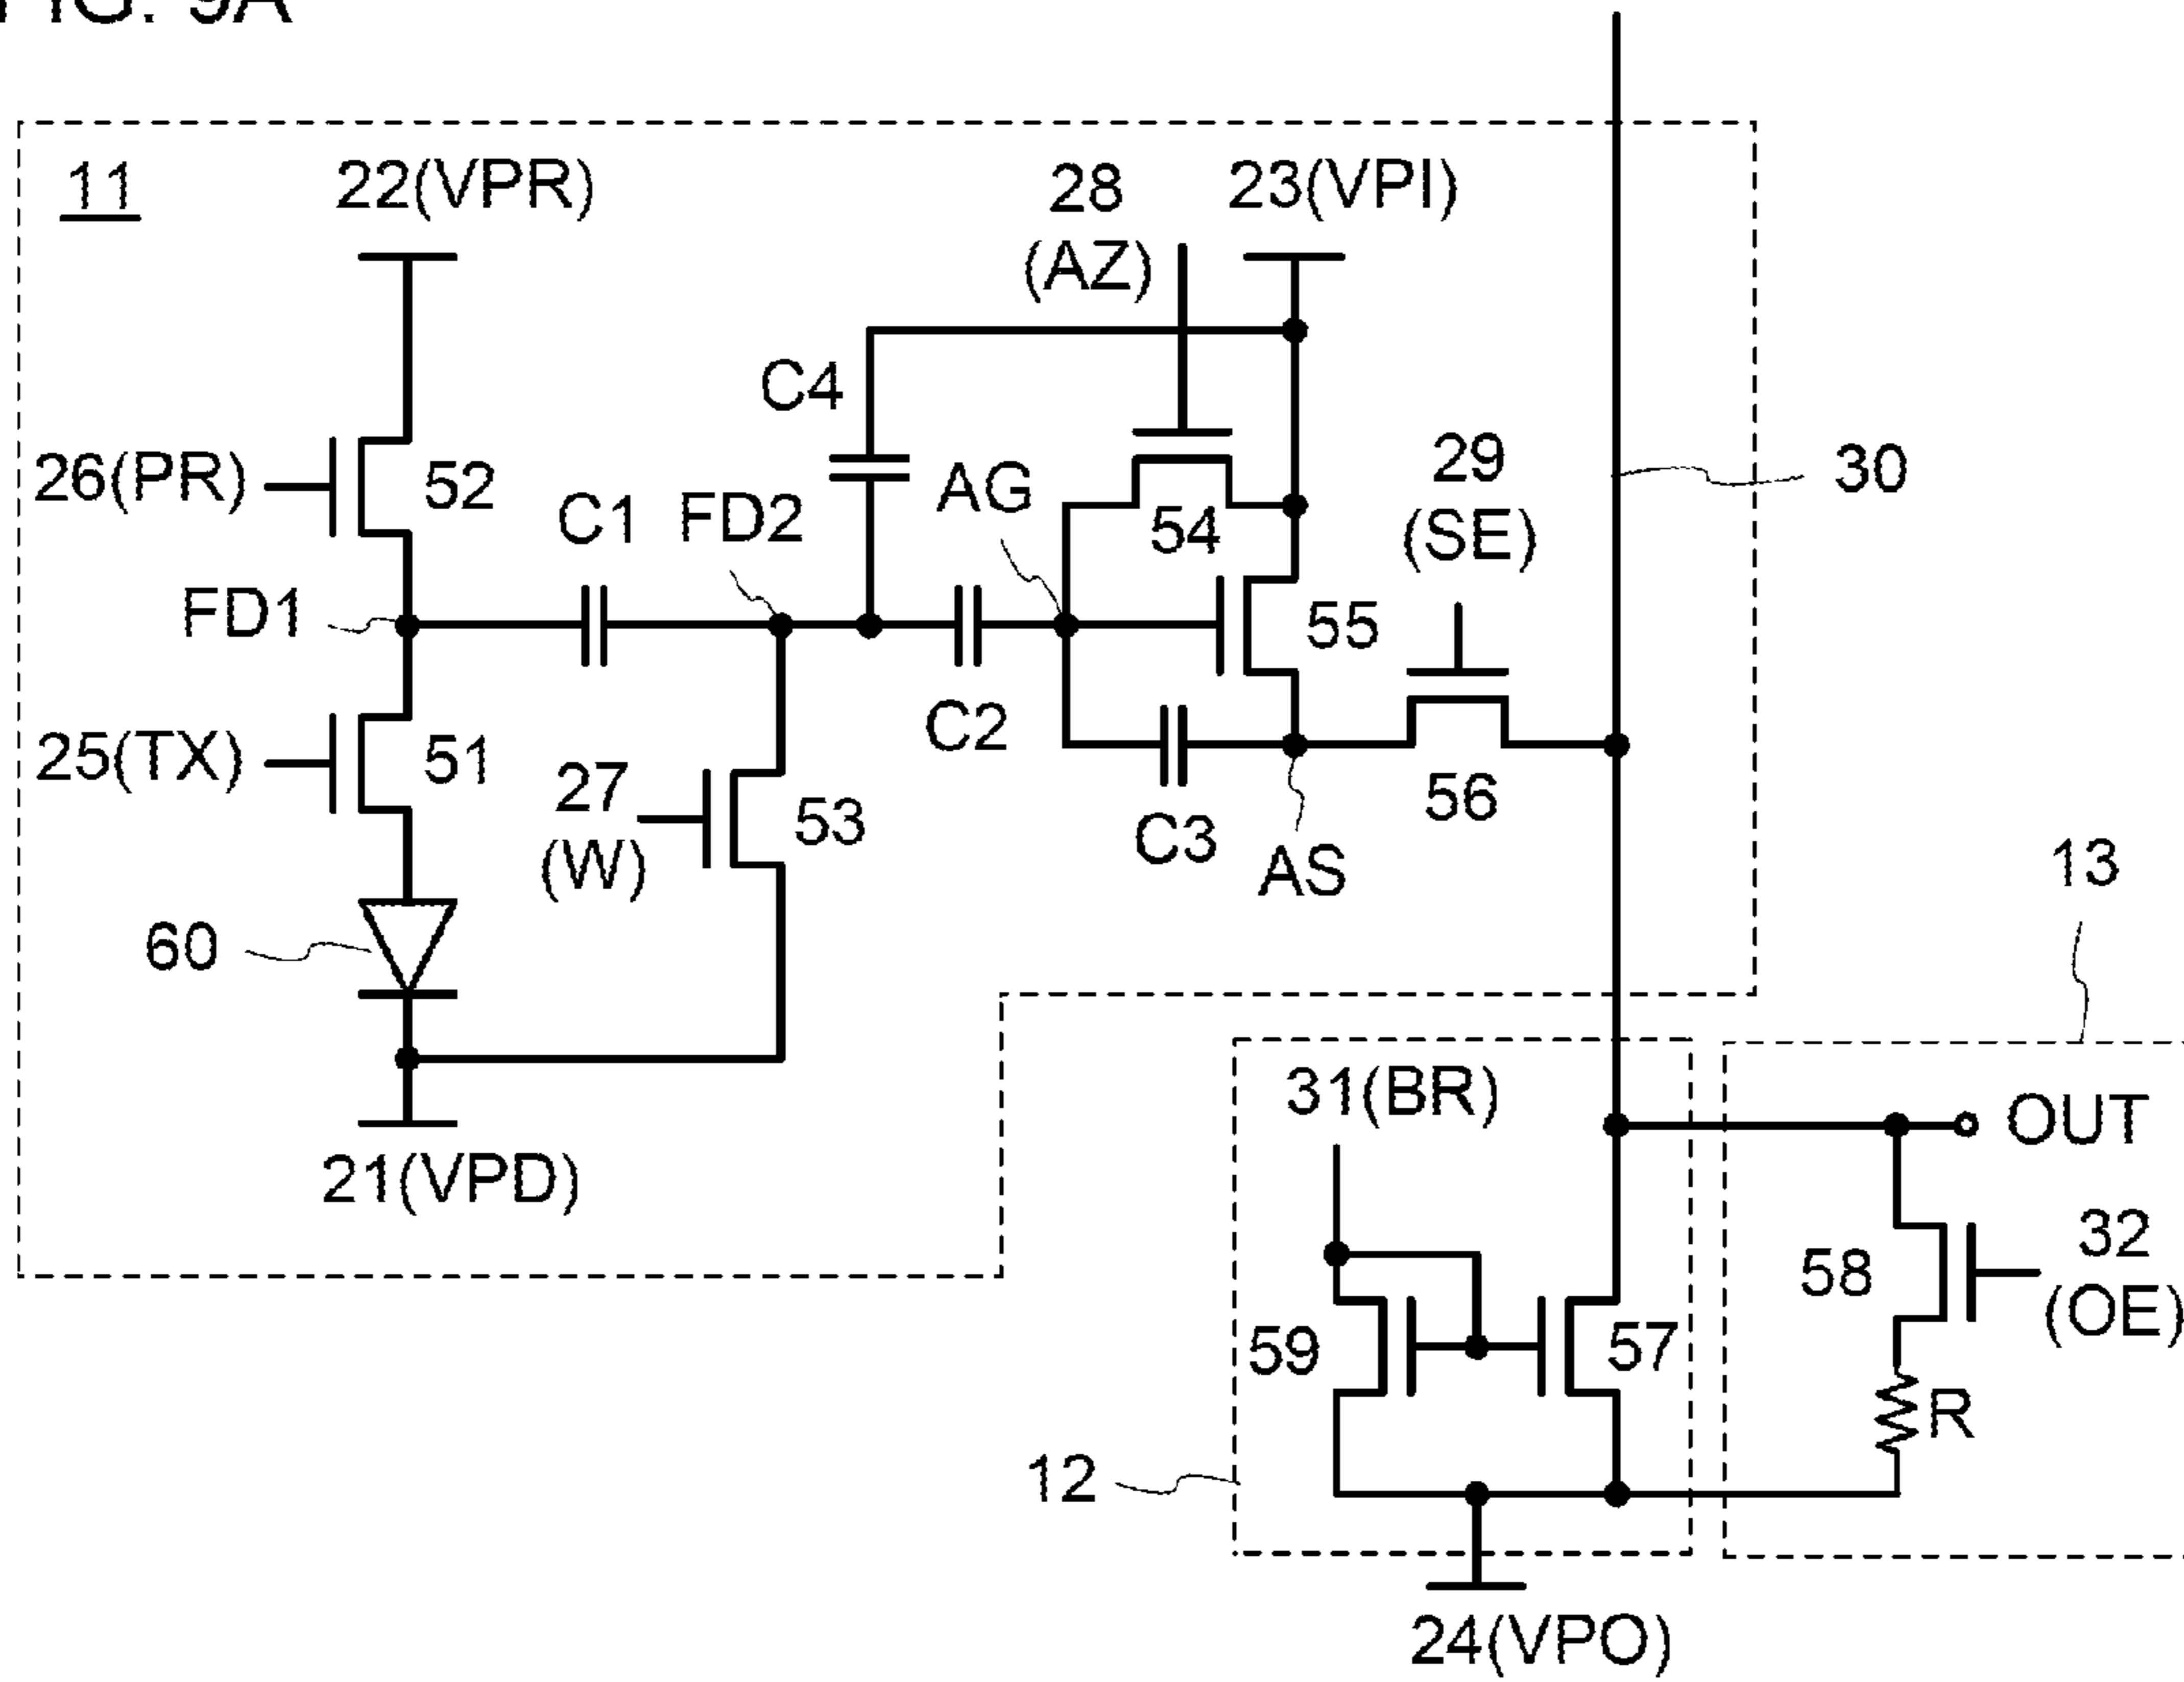 FIG. 5A
11
22(VPR)
28
(AZ)
23(VPI)
C4
26(PR)
52
C1
FD2
AG
54
29
(SE)
30
FD1
55
25(TX)
51
C2
27
(W)
53
C3
56
AS
60
13
21(VPD)
31(BR)
OUT
32
(OE)
58
59
57
R
12
24(VPO)